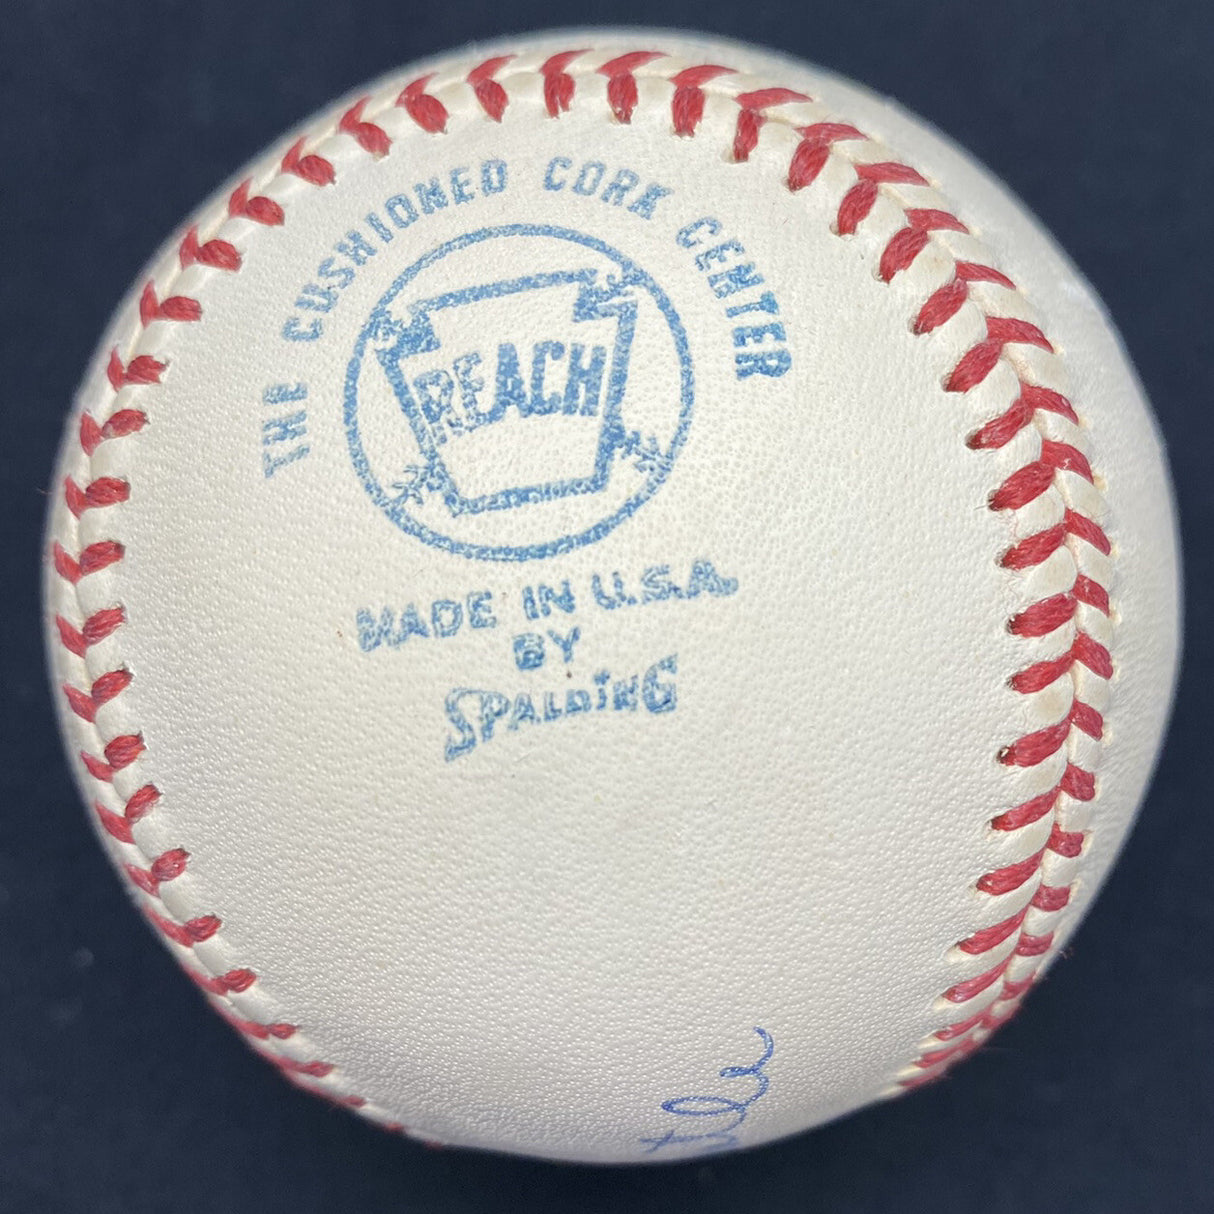 THE CUSHIONED CORK CENTER
REACH
MADE IN U.S.A.
BY
SPALDING